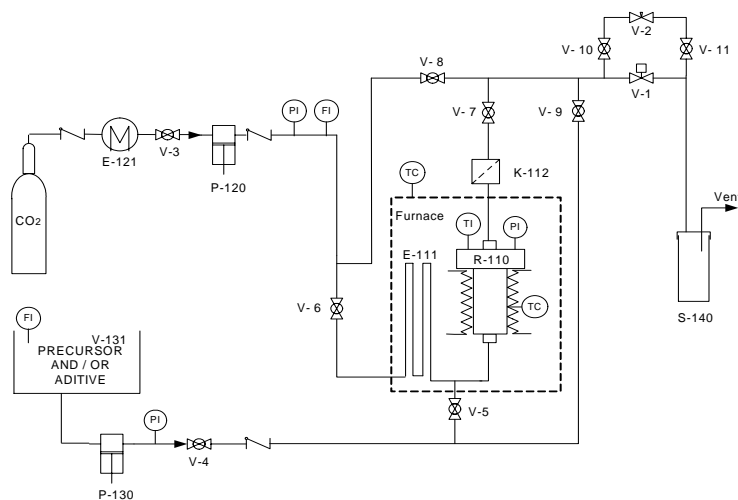 V-2
V- 10
V- 11
V- 8
V-1
PI
FI
V- 7
V- 9
E-121
V-3
K-112
P-120
TC
Ven
CO2
Furnace
TI
PI
E-111
R-110
V- 6
TC
S-140
FI
V-131
PRECURSOR
AND / OR
ADITIVE
V-5
PI
V-4
P-130